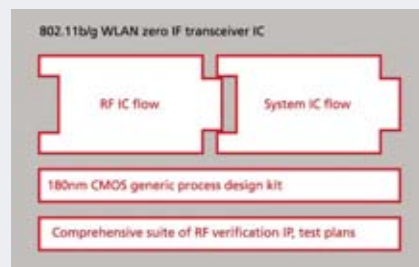 802.11b/g WLAN zero IF transceiver IC
RF IC flow
System IC flow
180nm CMOS generic process design kit
Comprehensive suite of RF verification IP, test plans